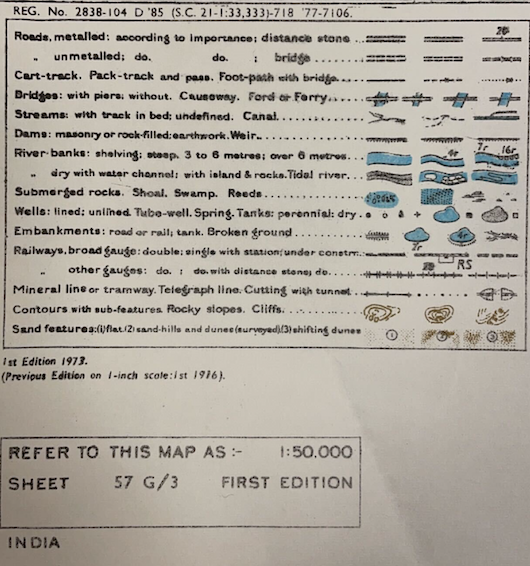 REG. No. 2838-104 D '85 (S.C. 21-1:33,333)-718 '77-7106.
Roads, metalled: according to importance; distance stone
26
„ unmetalled; do. do. ; bridge
Cart-track. Pack-track and pass. Foot-path with bridge
Bridges: with piers; without. Causeway. Ford or Ferry
Streams: with track in bed; undefined. Canal
Dams: masonry or rock-filled; earthwork. Weir
River banks: shelving; steep, 3 to 6 metres; over 6 metres
4r 7r 16r
„ dry with water channel; with island & rocks. Tidal river
Submerged rocks. Shoal. Swamp. Reeds
Wells: lined; unlined. Tube-well. Spring. Tanks: perennial; dry
Embankments: road or rail; tank. Broken ground
3r 4r
Railways, broad gauge: double; single with station; under constrn.
RS
„ other gauges: do. ; do. with distance stone; do.
Mineral line or tramway. Telegraph line. Cutting with tunnel
Contours with sub-features. Rocky slopes. Cliffs
Sand features: (1) flat. (2) sand-hills and dunes (surveyed). (3) shifting dunes
1 2 3
1st Edition 1973.
(Previous Edition on 1-inch scale: 1st 1916).
REFER TO THIS MAP AS :- 1:50.000
SHEET 57 G/3 FIRST EDITION
INDIA